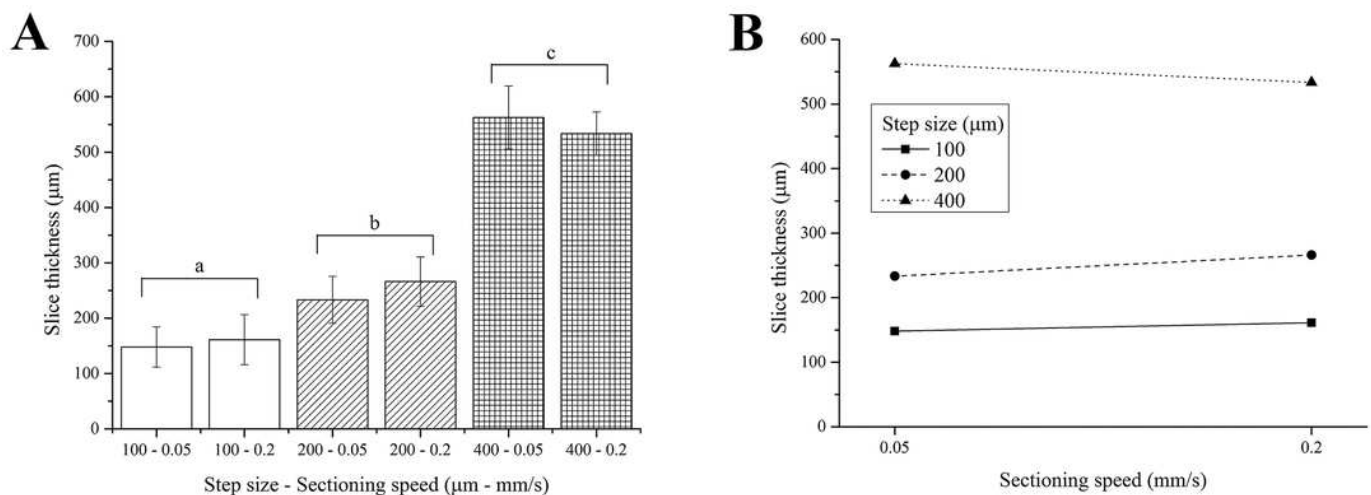 A
Slice thickness (μm)
700
600
500
400
300
200
100
0
a
b
c
100 - 0.05
100 - 0.2
200 - 0.05
200 - 0.2
400 - 0.05
400 - 0.2
Step size - Sectioning speed (μm - mm/s)
B
Slice thickness (μm)
600
500
400
300
200
100
0
Step size (μm)
100
200
400
0.05
0.2
Sectioning speed (mm/s)